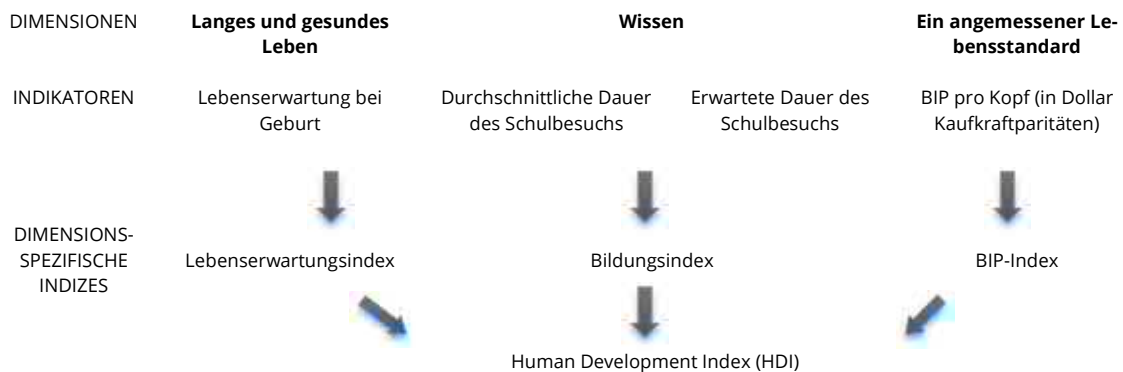 DIMENSIONEN
Langes und gesundes
Leben
Wissen
Ein angemessener Le-
bensstandard
INDIKATOREN
Lebenserwartung bei
Geburt
Durchschnittliche Dauer
des Schulbesuchs
Erwartete Dauer des
Schulbesuchs
BIP pro Kopf (in Dollar
Kaufkraftparitäten)
DIMENSIONS-
SPEZIFISCHE
INDIZES
Lebenserwartungsindex
Bildungsindex
BIP-Index
Human Development Index (HDI)